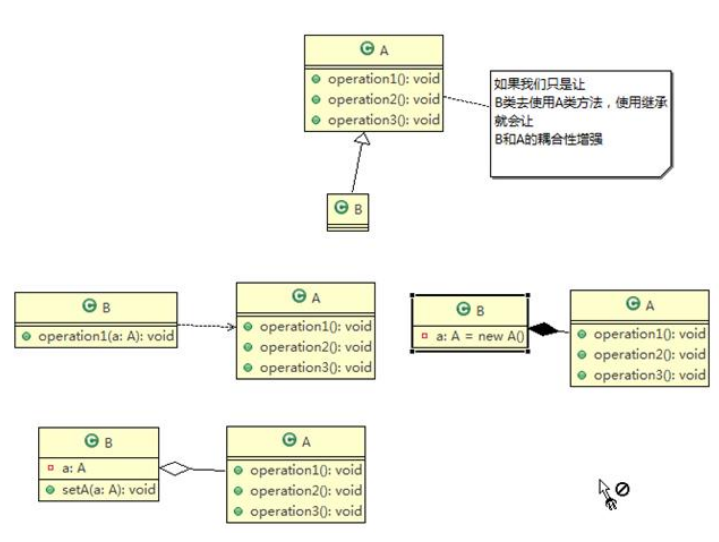 A
operation1(): void
operation2(): void
operation3(): void
如果我们只是让
B类去使用A类方法，使用继承
就会让
B和A的耦合性增强
B
B
operation1(a: A): void
A
operation1(): void
operation2(): void
operation3(): void
B
a: A = new A()
A
operation1(): void
operation2(): void
operation3(): void
B
a: A
setA(a: A): void
A
operation1(): void
operation2(): void
operation3(): void